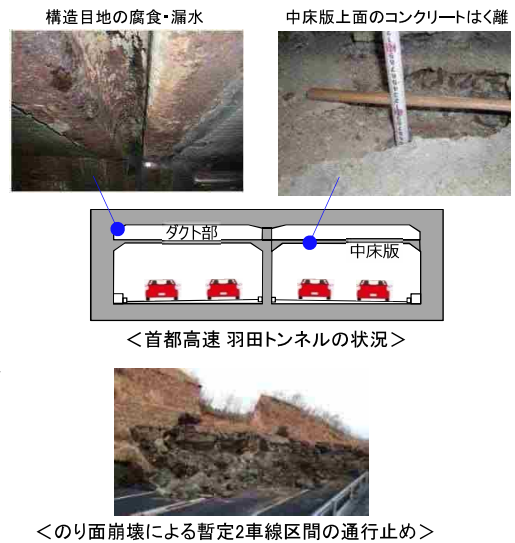 構造目地の腐食・漏水
中床版上面のコンクリートはく離
ダクト部
中床版
＜首都高速 羽田トンネルの状況＞
＜のり面崩壊による暫定2車線区間の通行止め＞